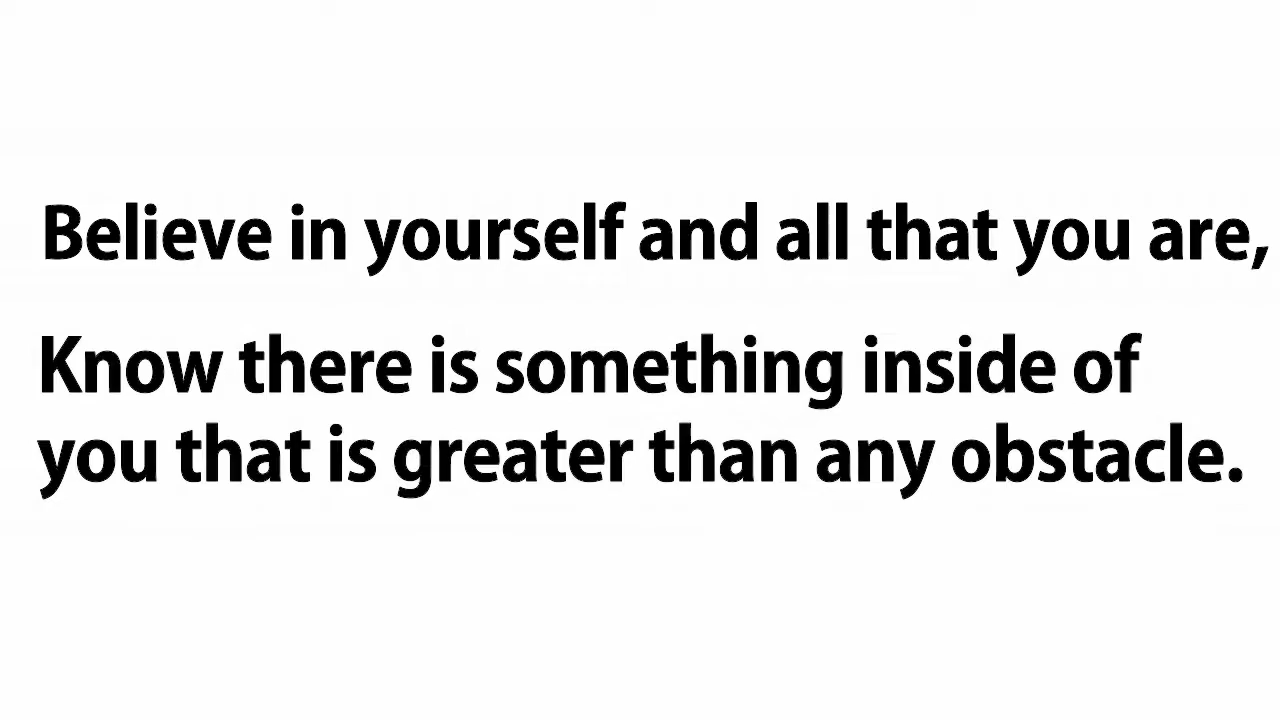 Believe in yourself and all that you are,
Know there is something inside of
you that is greater than any obstacle.